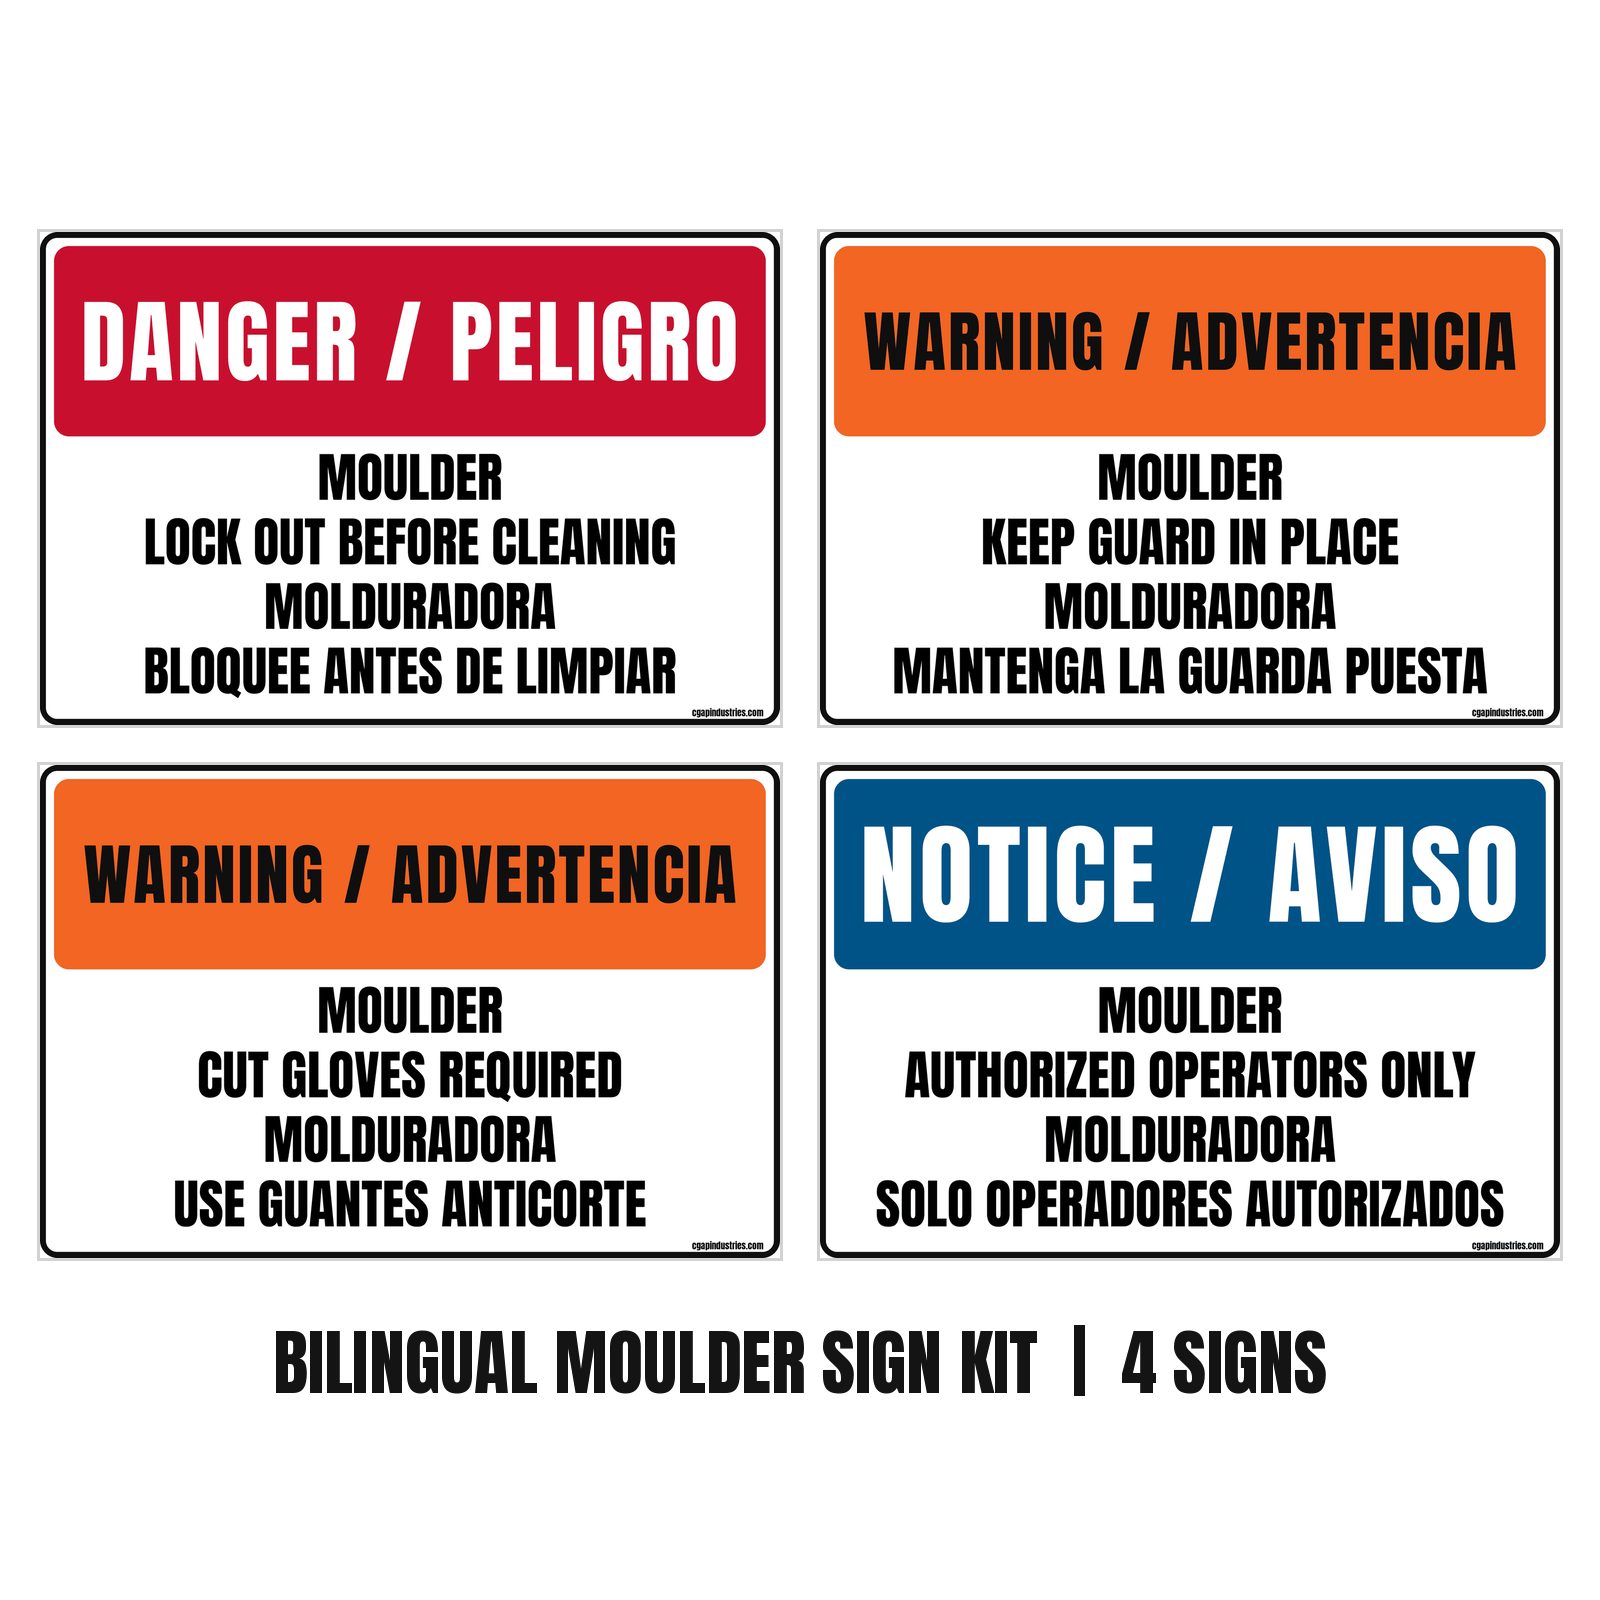 DANGER / PELIGRO
MOULDER
LOCK OUT BEFORE CLEANING
MOLDURADORA
BLOQUEE ANTES DE LIMPIAR
cgapindustries.com
WARNING / ADVERTENCIA
MOULDER
KEEP GUARD IN PLACE
MOLDURADORA
MANTENGA LA GUARDA PUESTA
cgapindustries.com
WARNING / ADVERTENCIA
MOULDER
CUT GLOVES REQUIRED
MOLDURADORA
USE GUANTES ANTICORTE
cgapindustries.com
NOTICE / AVISO
MOULDER
AUTHORIZED OPERATORS ONLY
MOLDURADORA
SOLO OPERADORES AUTORIZADOS
cgapindustries.com
BILINGUAL MOULDER SIGN KIT | 4 SIGNS